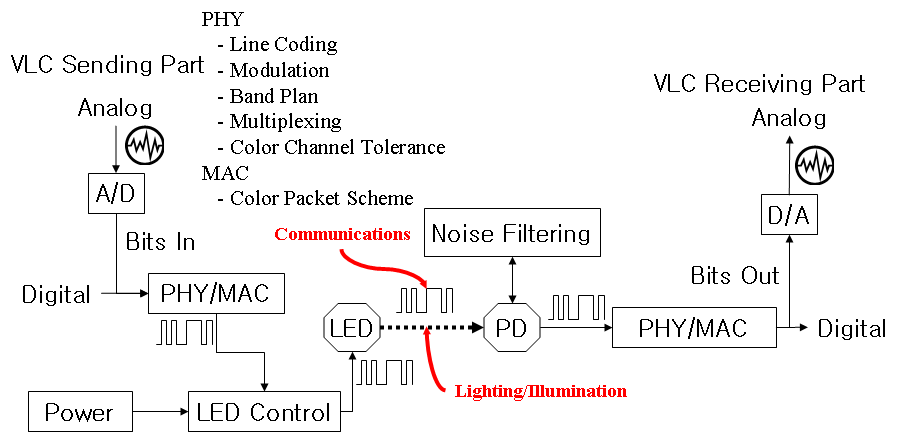 PHY
- Line Coding
- Modulation
- Band Plan
- Multiplexing
- Color Channel Tolerance
MAC
- Color Packet Scheme
VLC Sending Part
Analog
A/D
Bits In
Digital
PHY/MAC
Power
LED Control
LED
Communications
Lighting/Illumination
Noise Filtering
PD
PHY/MAC
VLC Receiving Part
Analog
D/A
Bits Out
Digital